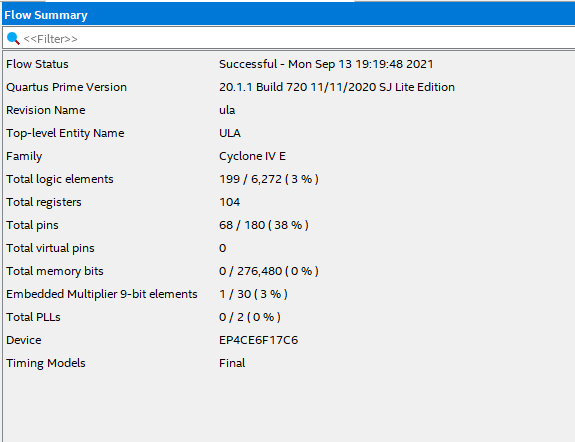 Flow Summary
<<Filter>>
Flow Status Successful - Mon Sep 13 19:19:48 2021
Quartus Prime Version 20.1.1 Build 720 11/11/2020 SJ Lite Edition
Revision Name ula
Top-level Entity Name ULA
Family Cyclone IV E
Total logic elements 199 / 6,272 ( 3 % )
Total registers 104
Total pins 68 / 180 ( 38 % )
Total virtual pins 0
Total memory bits 0 / 276,480 ( 0 % )
Embedded Multiplier 9-bit elements 1 / 30 ( 3 % )
Total PLLs 0 / 2 ( 0 % )
Device EP4CE6F17C6
Timing Models Final